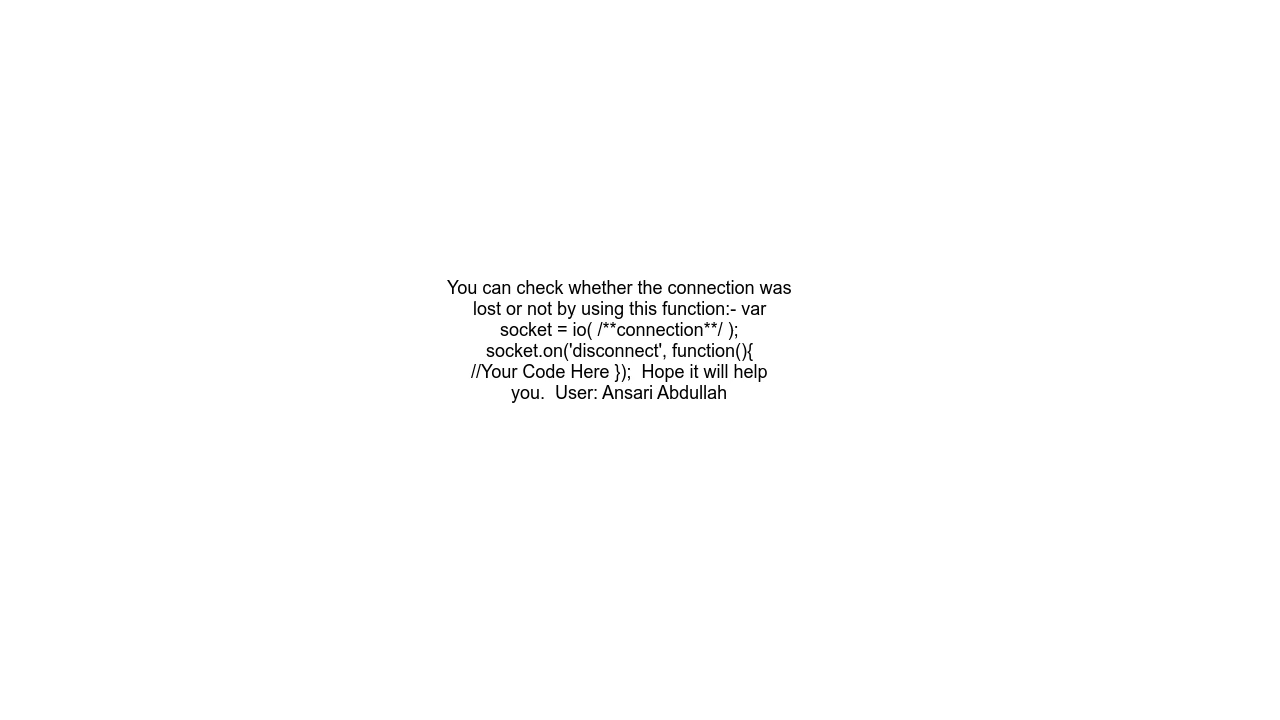 You can check whether the connection was
lost or not by using this function:- var
socket = io( /**connection**/ );
socket.on('disconnect', function(){
//Your Code Here });  Hope it will help
you.  User: Ansari Abdullah